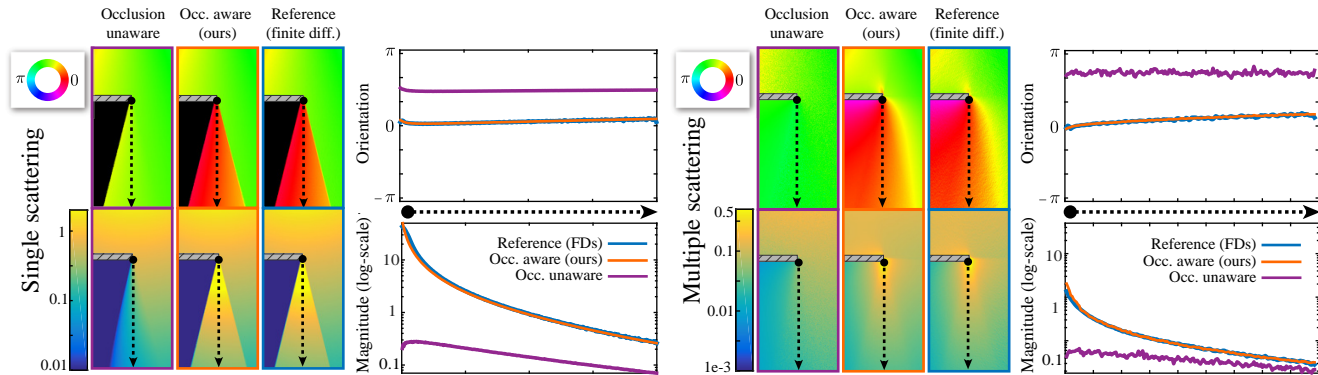 Occlusion
unaware
Occ. aware
(ours)
Reference
(finite diff.)
π
0
Single scattering
1
0.1
0.01
Orientation
π
0
-π
Magnitude (log-scale)
10
1
0.1
Reference (FDs)
Occ. aware (ours)
Occ. unaware
Occlusion
unaware
Occ. aware
(ours)
Reference
(finite diff.)
π
0
Multiple scattering
0.5
0.1
0.01
1e-3
Orientation
π
0
-π
Magnitude (log-scale)
10
1
0.1
Reference (FDs)
Occ. aware (ours)
Occ. unaware